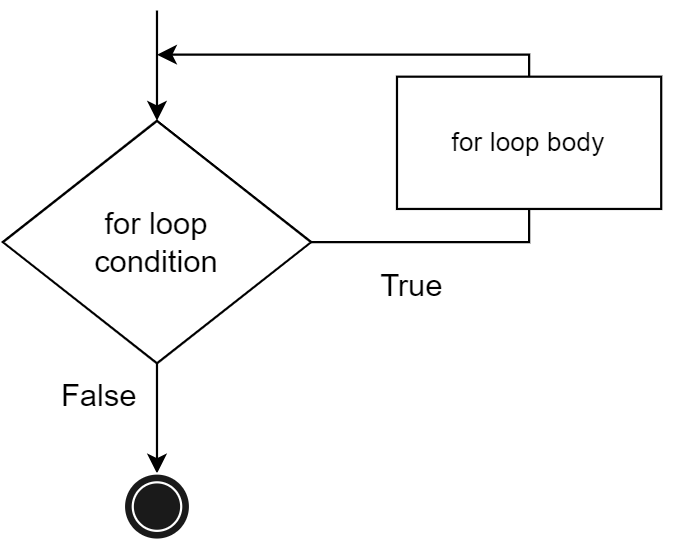 for loop body
for loop
condition
True
False